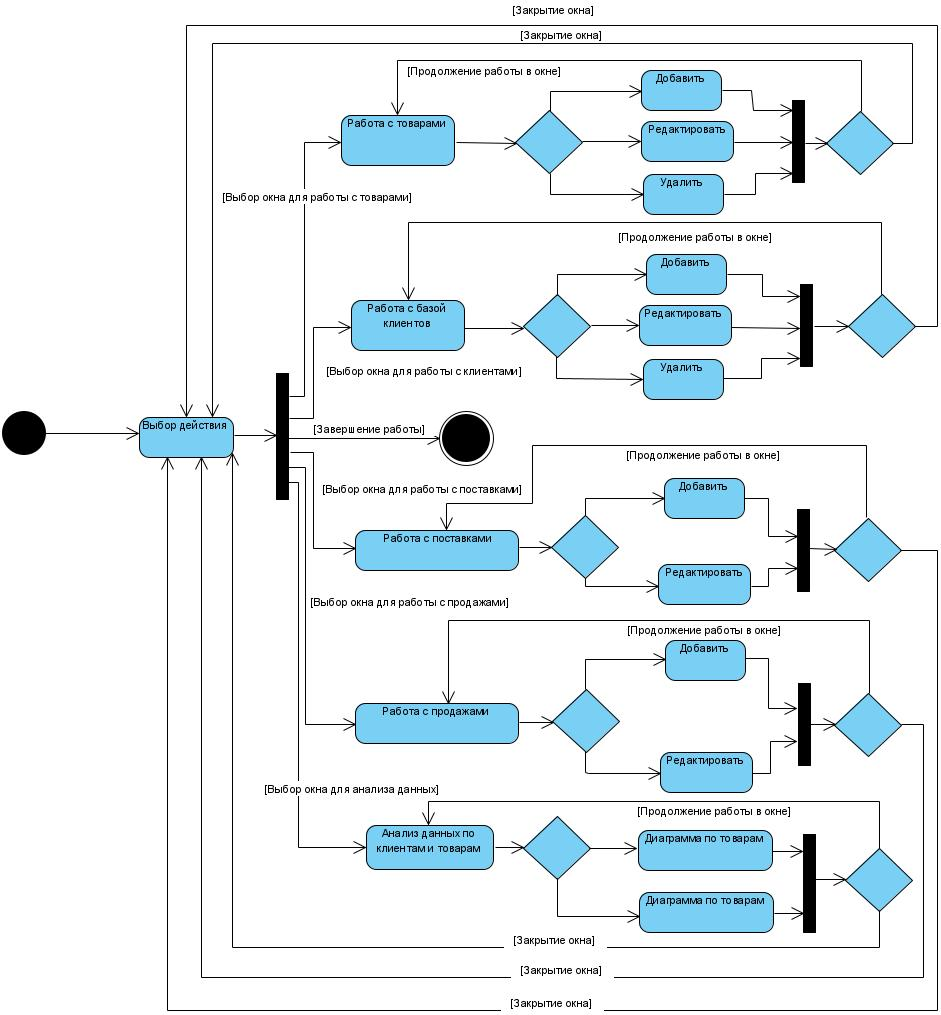 [Закрытие окна]
[Закрытие окна]
[Продолжение работы в окне]
Добавить
Работа с товарами
Редактировать
Удалить
[Выбор окна для работы с товарами]
[Продолжение работы в окне]
Добавить
Работа с базой
клиентов
Редактировать
Удалить
[Выбор окна для работы с клиентами]
Выбор действия
[Завершение работы]
[Продолжение работы в окне]
[Выбор окна для работы с поставками]
Добавить
Работа с поставками
Редактировать
[Выбор окна для работы с продажами]
[Продолжение работы в окне]
Добавить
Работа с продажами
Редактировать
[Выбор окна для анализа данных]
[Продолжение работы в окне]
Анализ данных по
клиентам и товарам
Диаграмма по товарам
Диаграмма по товарам
[Закрытие окна]
[Закрытие окна]
[Закрытие окна]